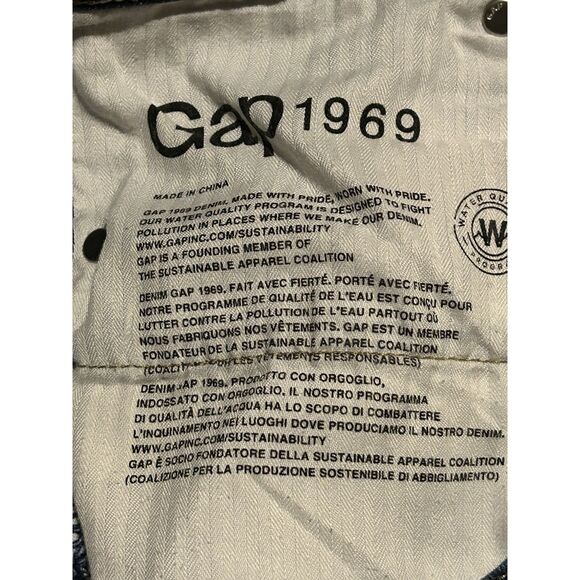 Gap 1969
MADE IN CHINA
GAP 1969 DENIM, MADE WITH PRIDE, WORN WITH PRIDE.
OUR WATER QUALITY PROGRAM IS DESIGNED TO FIGHT
POLLUTION IN PLACES WHERE WE MAKE OUR DENIM.
WWW.GAPINC.COM/SUSTAINABILITY
GAP IS A FOUNDING MEMBER OF
THE SUSTAINABLE APPAREL COALITION
WATER
W
DENIM GAP 1969, FAIT AVEC FIERTÉ. PORTÉ AVEC FIERTÉ.
NOTRE PROGRAMME DE QUALITÉ DE L'EAU EST CONÇU POUR
LUTTER CONTRE LA POLLUTION DE L'EAU PARTOUT OÙ
NOUS FABRIQUONS NOS VÊTEMENTS. GAP EST UN MEMBRE
FONDATEUR DE LA SUSTAINABLE APPAREL COALITION
LES VÊTEMENTS RESPONSABLES)
DENIM GAP 1969, PRODOTTO CON ORGOGLIO,
INDOSSATO CON ORGOGLIO. IL NOSTRO PROGRAMMA
DI QUALITÀ DELL'ACQUA HA LO SCOPO DI COMBATTERE
L'INQUINAMENTO NEI LUOGHI DOVE PRODUCIAMO IL NOSTRO DENIM.
WWW.GAPINC.COM/SUSTAINABILITY
GAP È SOCIO FONDATORE DELLA SUSTAINABLE APPAREL COALITION
(COALIZIONE PER LA PRODUZIONE SOSTENIBILE DI ABBIGLIAMENTO)